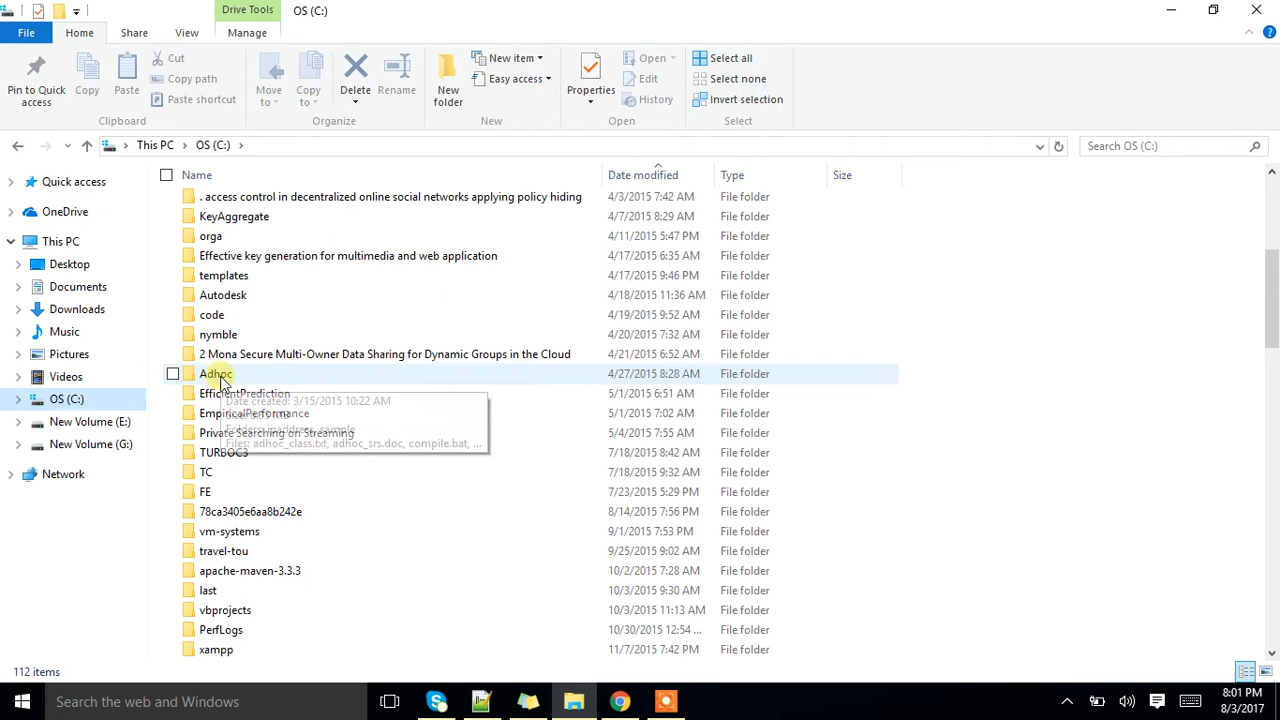 Drive Tools OS (C:)
File Home Share View Manage
Pin to Quick access
Copy
Paste
Cut
Copy path
Paste shortcut
Clipboard
Move to
Copy to
Delete
Rename
Organize
New folder
New item
Easy access
New
Properties
Open
Edit
History
Open
Select all
Select none
Invert selection
Select
This PC > OS (C:) >
Search OS (C:)
Quick access
OneDrive
This PC
Desktop
Documents
Downloads
Music
Pictures
Videos
OS (C:)
New Volume (E:)
New Volume (G:)
Network
Name Date modified Type Size
. access control in decentralized online social networks applying policy hiding 4/3/2015 7:42 AM File folder
KeyAggregate 4/7/2015 8:29 AM File folder
orga 4/11/2015 5:47 PM File folder
Effective key generation for multimedia and web application 4/17/2015 6:35 AM File folder
templates 4/17/2015 9:46 PM File folder
Autodesk 4/18/2015 11:36 AM File folder
code 4/19/2015 9:52 AM File folder
nymble 4/20/2015 7:32 AM File folder
2 Mona Secure Multi-Owner Data Sharing for Dynamic Groups in the Cloud 4/21/2015 6:52 AM File folder
Adhoc 4/27/2015 8:28 AM File folder
EfficientPrediction 5/1/2015 6:51 AM File folder
Date created: 3/15/2015 10:22 AM
EmpiricalPerformance 5/1/2015 7:02 AM File folder
Folders: ipaddress, sample
Private Searching on Streaming 5/4/2015 7:55 AM File folder
Files: adhoc_class.txt, adhoc_srs.doc, compile.bat, ...
TURBOC3 7/18/2015 8:42 AM File folder
TC 7/18/2015 9:32 AM File folder
FE 7/23/2015 5:29 PM File folder
78ca3405e6aa8b242e 8/14/2015 7:56 PM File folder
vm-systems 9/1/2015 7:53 PM File folder
travel-tou 9/25/2015 9:02 AM File folder
apache-maven-3.3.3 10/2/2015 7:28 AM File folder
last 10/3/2015 9:30 AM File folder
vbprojects 10/3/2015 11:13 AM File folder
PerfLogs 10/30/2015 12:54 ... File folder
xampp 11/7/2015 7:42 PM File folder
112 items
Search the web and Windows
8:01 PM
8/3/2017